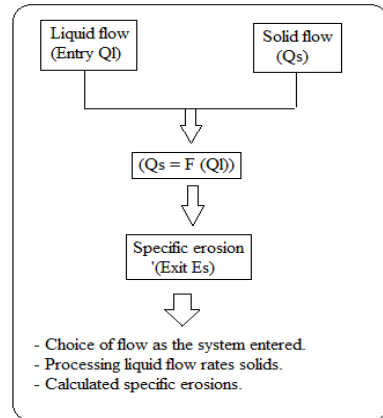 Liquid flow
(Entry Ql)
Solid flow
(Qs)
(Qs = F (Ql))
Specific erosion
'(Exit Es)
- Choice of flow as the system entered.
- Processing liquid flow rates solids.
- Calculated specific erosions.